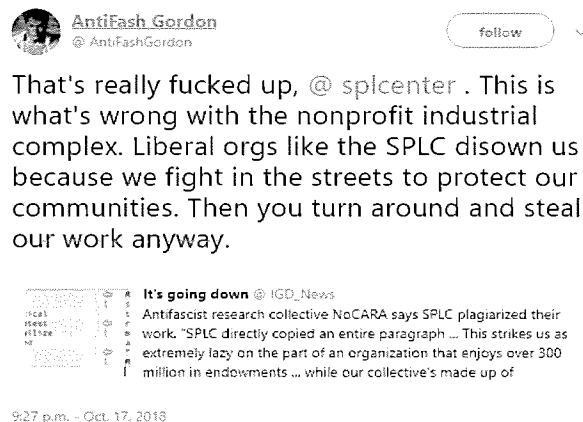 AntiFash Gordon
@ AntiFashGordon
follow
That's really fucked up, @ splcenter . This is
what's wrong with the nonprofit industrial
complex. Liberal orgs like the SPLC disown us
because we fight in the streets to protect our
communities. Then you turn around and steal
our work anyway.
It's going down @ IGD_News
Antifascist research collective NoCARA says SPLC plagiarized their
work. "SPLC directly copied an entire paragraph ... This strikes us as
extremely lazy on the part of an organization that enjoys over 300
million in endowments ... while our collective's made up of
9:27 p.m. - Oct. 17, 2018